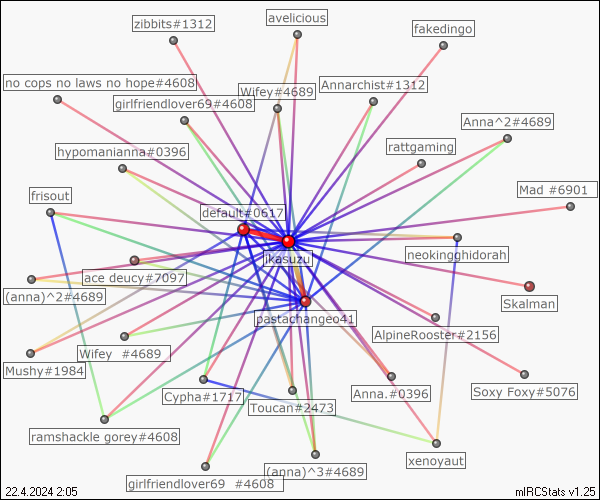 zibbits#1312
avelicious
fakedingo
no cops no laws no hope#4608
Wifey#4689
Annarchist#1312
girlfriendlover69#4608
Anna^2#4689
hypomanianna#0396
rattgaming
Mad #6901
frisout
default#0617
ikasuzu
neokingghidorah
ace deucy#7097
(anna)^2#4689
Skalman
pastachangeo41
AlpineRooster#2156
Wifey #4689
Mushy#1984
Cypha#1717
Toucan#2473
Anna.#0396
Soxy Foxy#5076
ramshackle gorey#4608
xenoyaut
(anna)^3#4689
girlfriendlover69 #4608
22.4.2024 2:05
mIRCStats v1.25